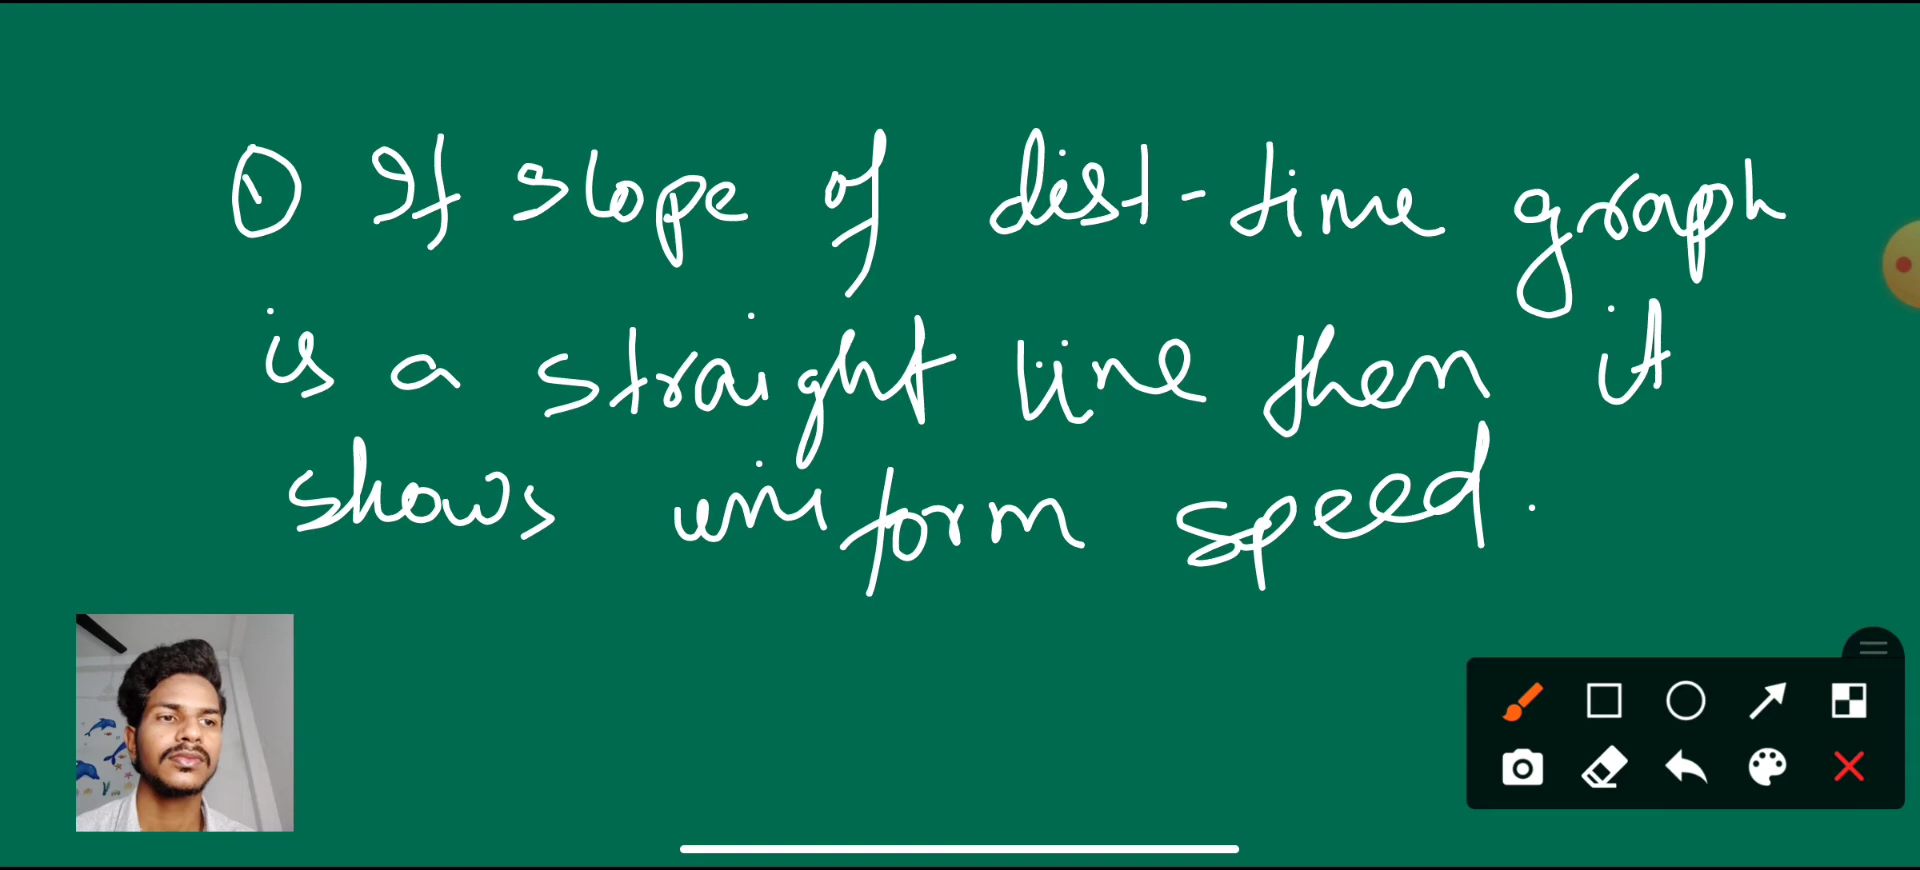 ① If slope of dist-time graph
is a straight line then it
shows uniform speed.